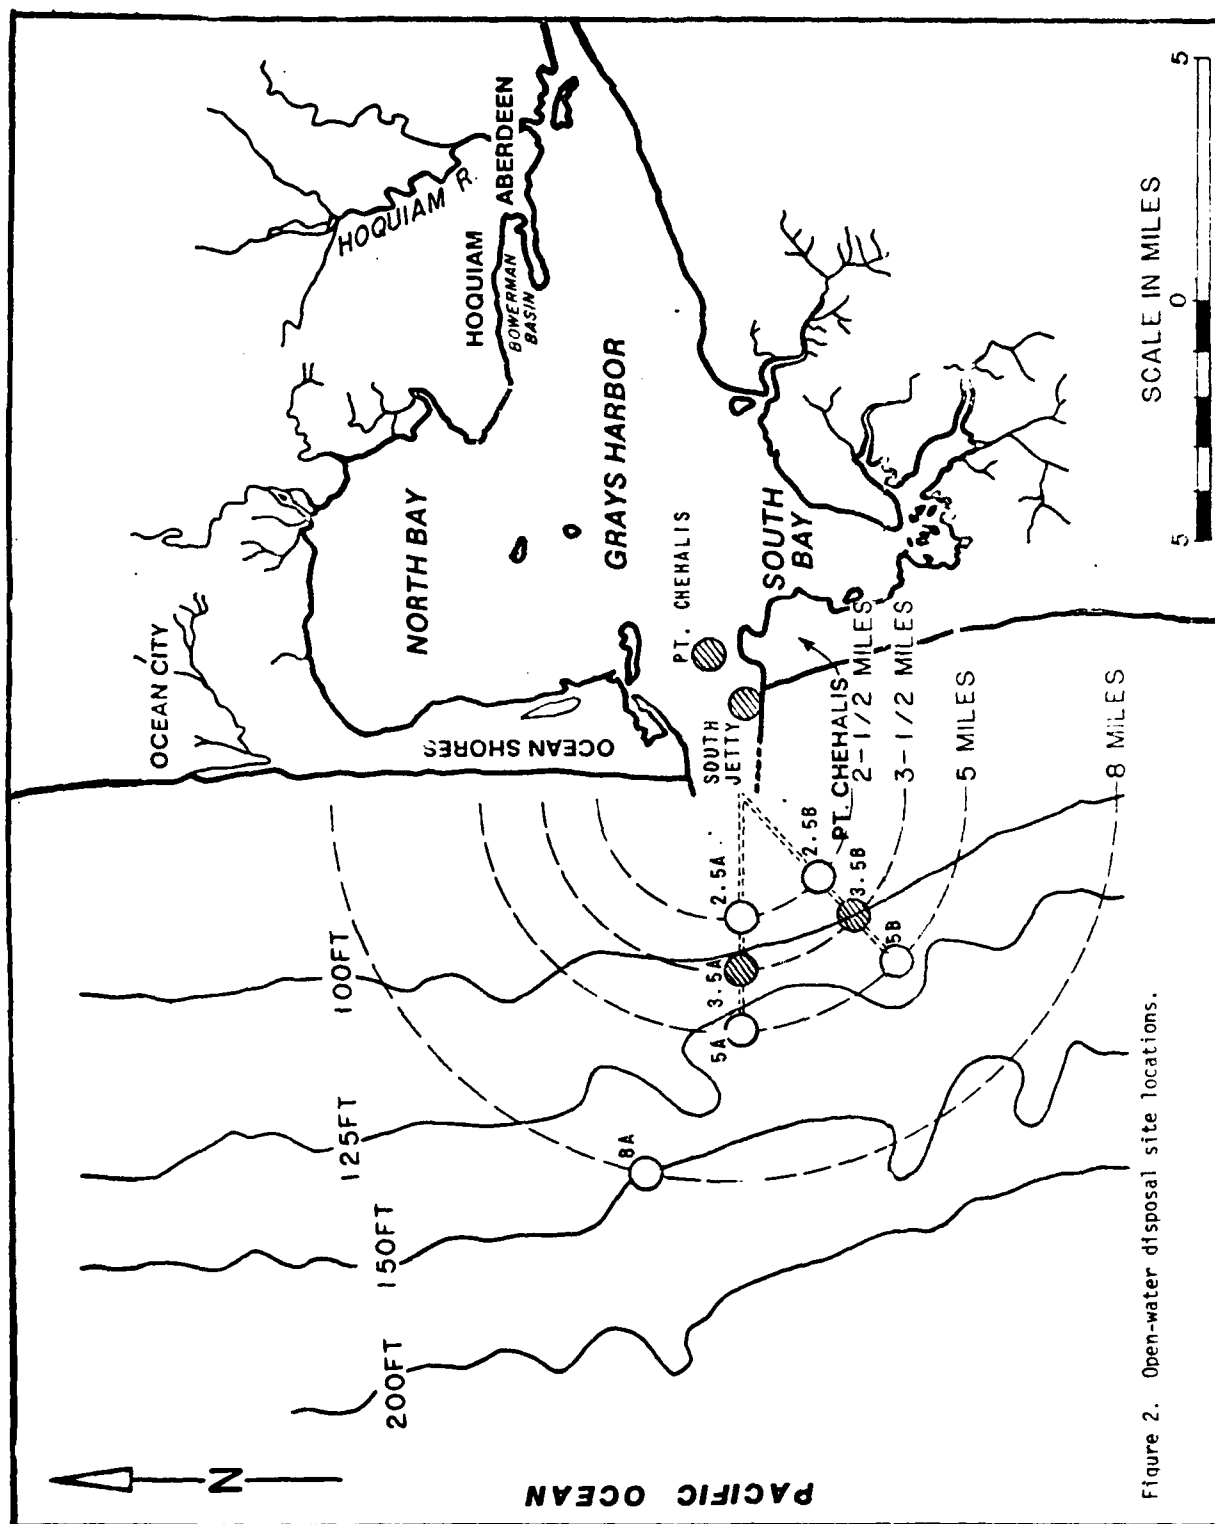 OCEAN CITY
HOQUIAM R.
HOQUIAM
ABERDEEN
BOWERMAN
BASIN
NORTH BAY
GRAYS HARBOR
OCEAN SHORES
PT. CHEHALIS
SOUTH
JETTY
SOUTH
BAY
PT. CHEHALIS
2-1/2 MILES
3-1/2 MILES
5 MILES
8 MILES
2.5A
3.5A
5A
8A
2.5B
3.5B
5B
100FT
125FT
150FT
200FT
N
PACIFIC OCEAN
SCALE IN MILES
5 0 5
Figure 2. Open-water disposal site locations.